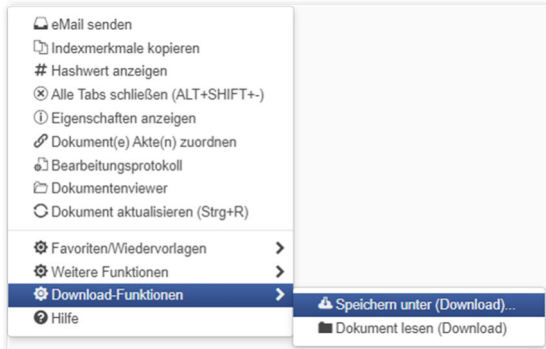 eMail senden
Indexmerkmale kopieren
Hashwert anzeigen
Alle Tabs schließen (ALT+SHIFT+-)
Eigenschaften anzeigen
Dokument(e) Akte(n) zuordnen
Bearbeitungsprotokoll
Dokumentenviewer
Dokument aktualisieren (Strg+R)
Favoriten/Wiedervorlagen
Weitere Funktionen
Download-Funktionen
Speichern unter (Download)...
Hilfe
Dokument lesen (Download)